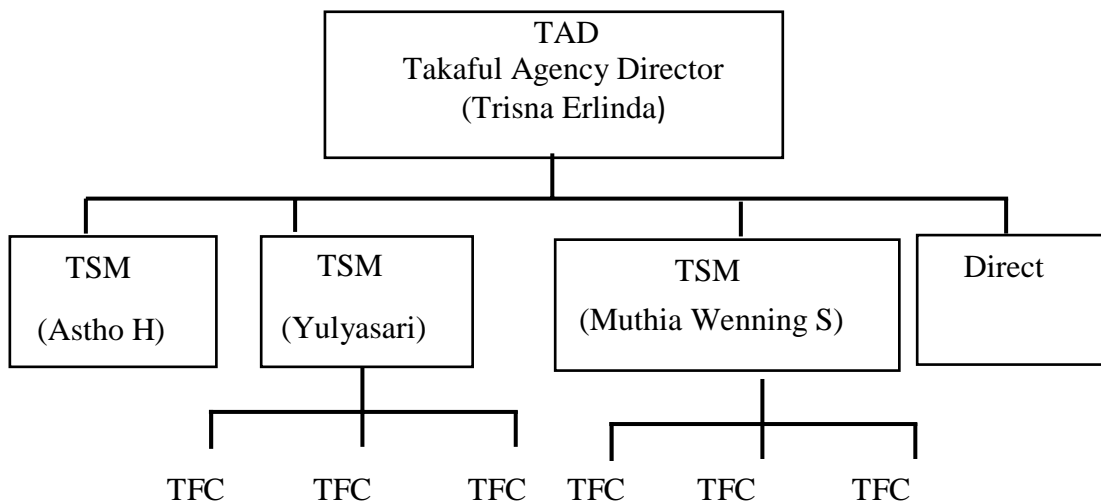 TAD
Takaful Agency Director
(Trisna Erlinda)
TSM
(Astho H)
TSM
(Yulyasari)
TSM
(Muthia Wenning S)
Direct
TFC
TFC
TFC
TFC
TFC
TFC